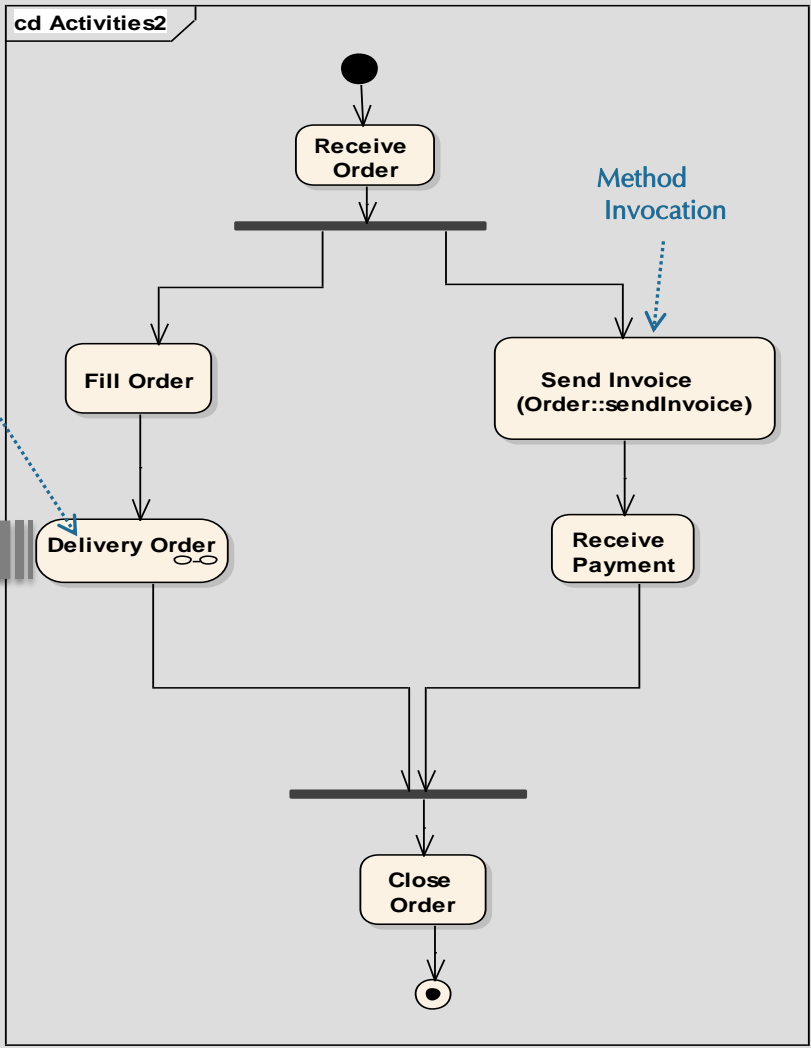 cd Activities2
Receive
Order
Method
Invocation
Fill Order
Send Invoice
(Order::sendInvoice)
Delivery Order
Receive
Payment
Close
Order